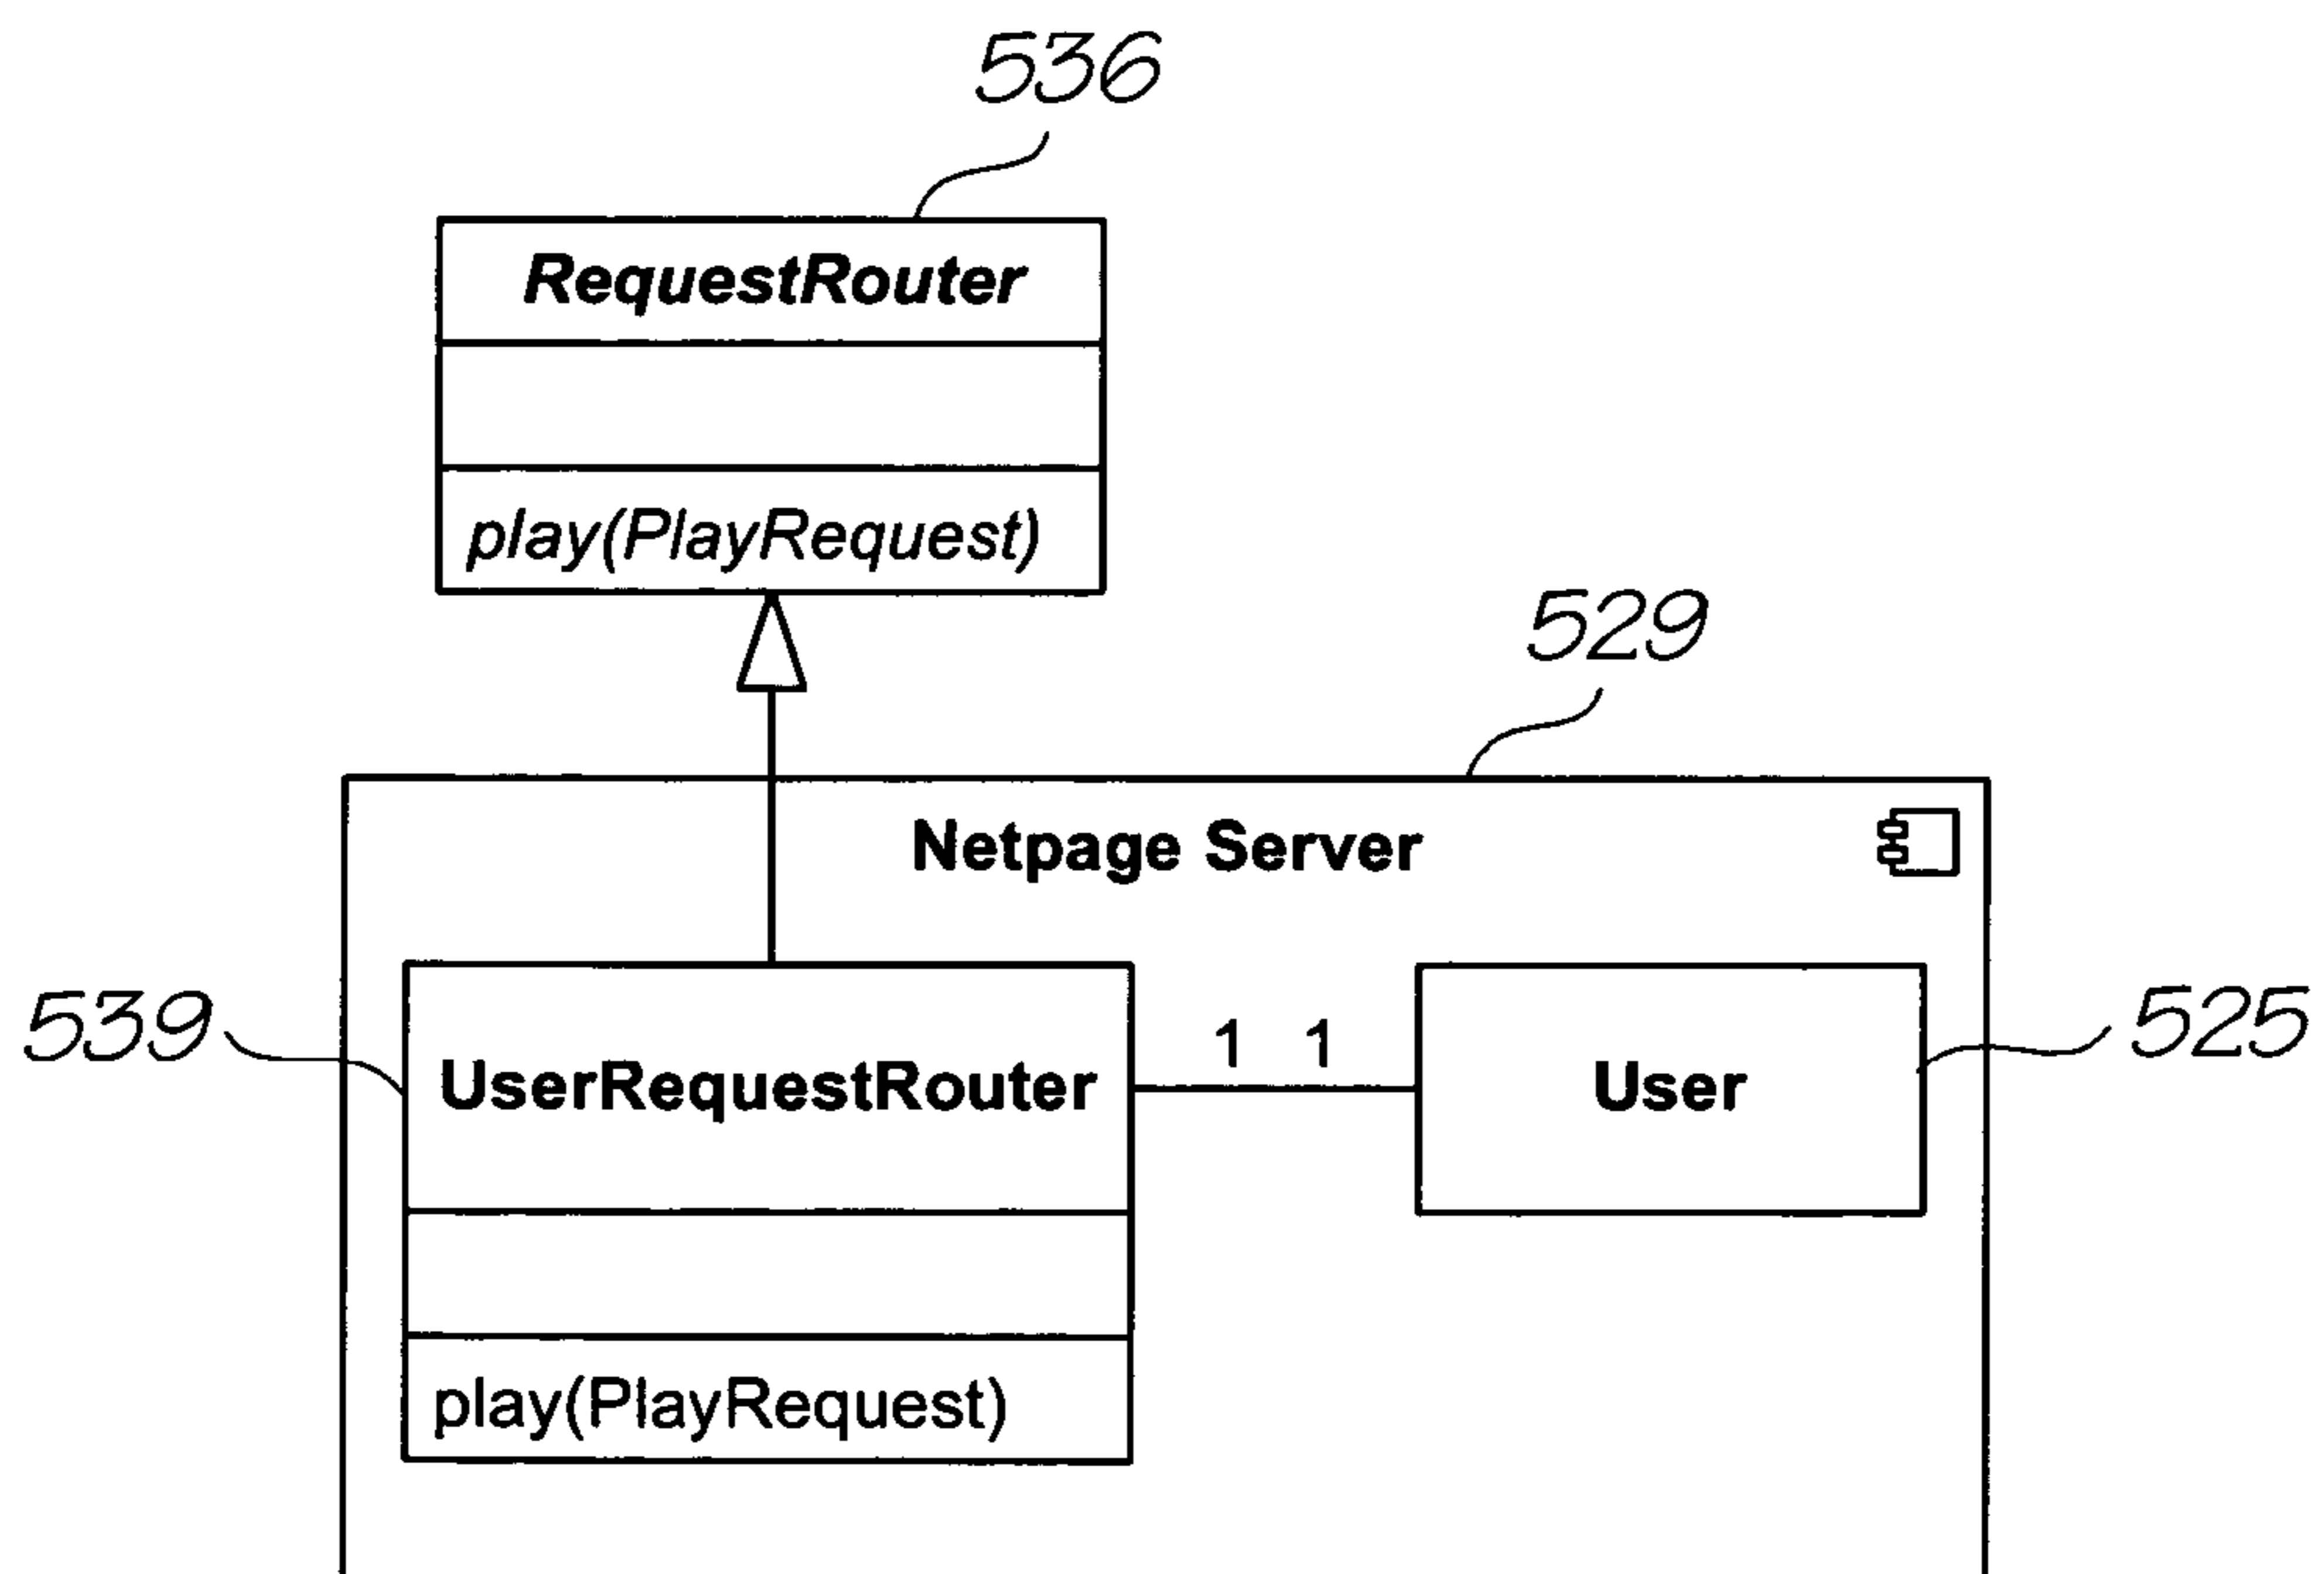 536
RequestRouter
play(PlayRequest)
529
Netpage Server
539
UserRequestRouter
1 1
User
525
play(PlayRequest)